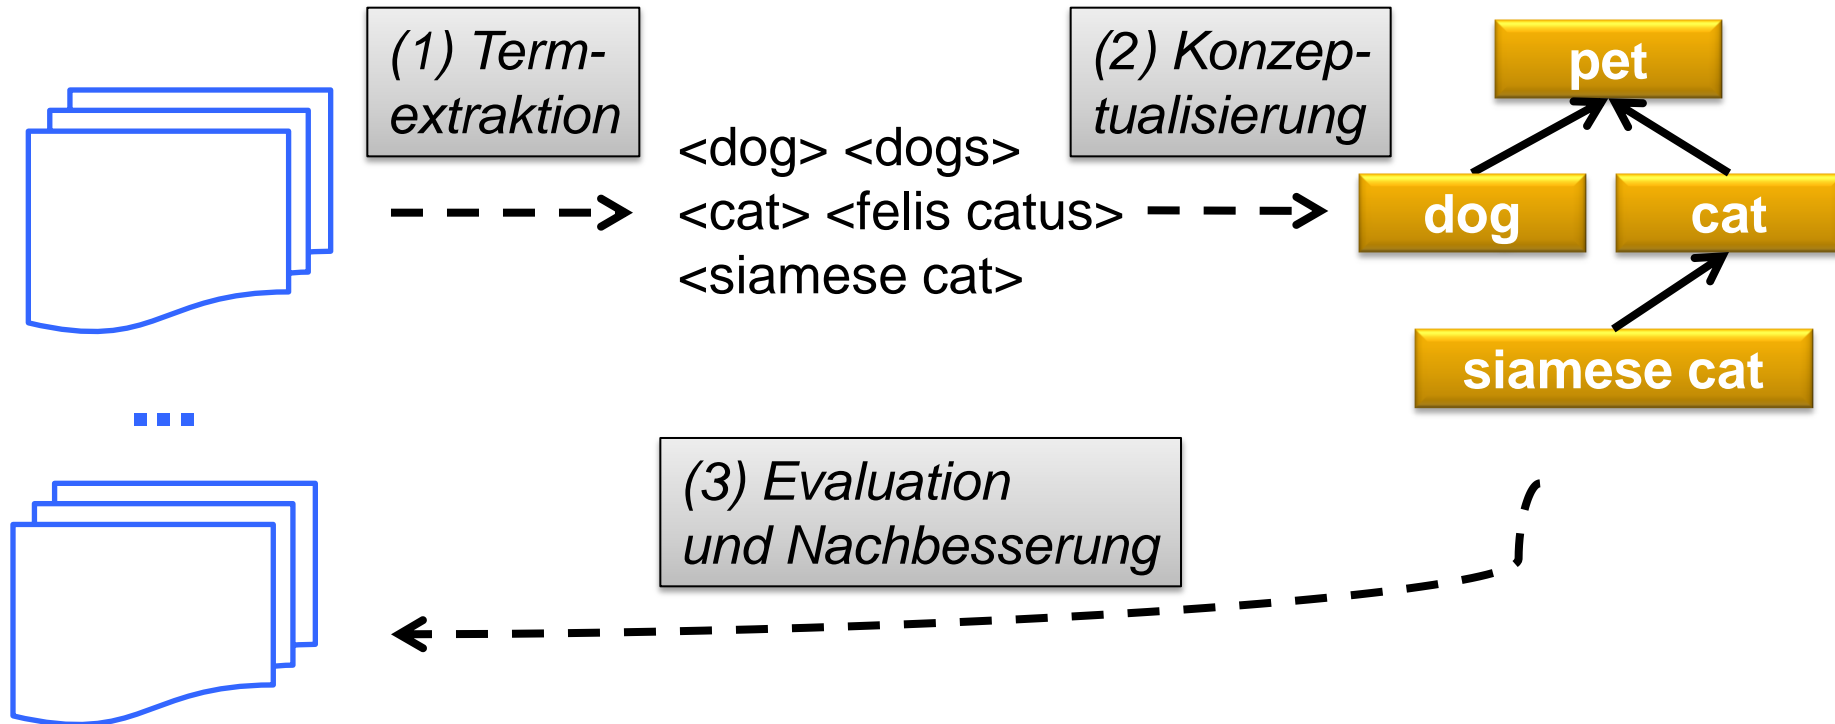 (1) Term-
extraktion
<dog> <dogs>
<cat> <felis catus>
<siamese cat>
(2) Konzep-
tualisierung
pet
dog
cat
siamese cat
(3) Evaluation
und Nachbesserung